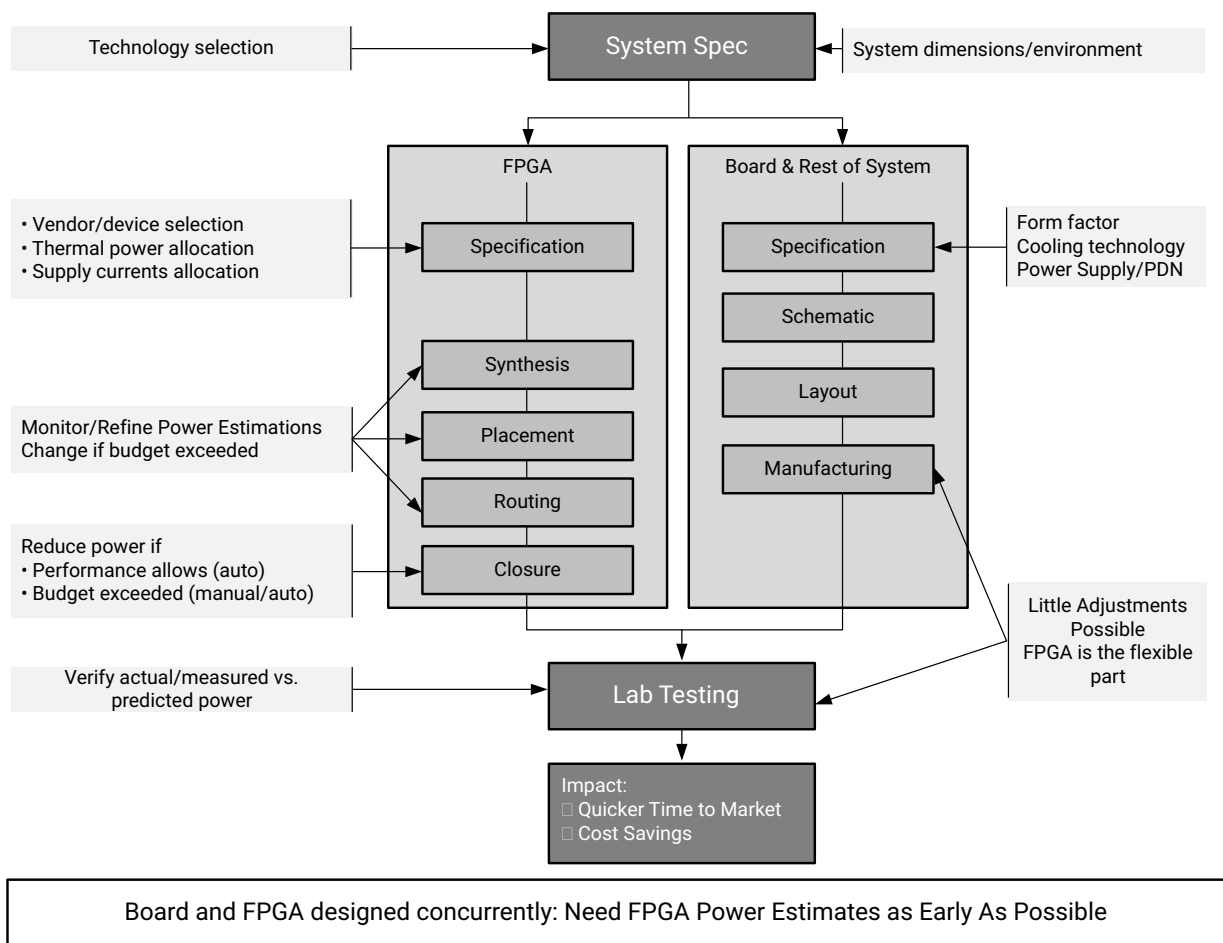 Technology selection
System Spec
System dimensions/environment
FPGA
Board & Rest of System
• Vendor/device selection
• Thermal power allocation
• Supply currents allocation
Specification
Specification
Form factor
Cooling technology
Power Supply/PDN
Schematic
Synthesis
Layout
Monitor/Refine Power Estimations
Change if budget exceeded
Placement
Manufacturing
Routing
Reduce power if
• Performance allows (auto)
• Budget exceeded (manual/auto)
Closure
Little Adjustments
Possible
FPGA is the flexible
part
Verify actual/measured vs.
predicted power
Lab Testing
Impact:
□ Quicker Time to Market
□ Cost Savings
Board and FPGA designed concurrently: Need FPGA Power Estimates as Early As Possible